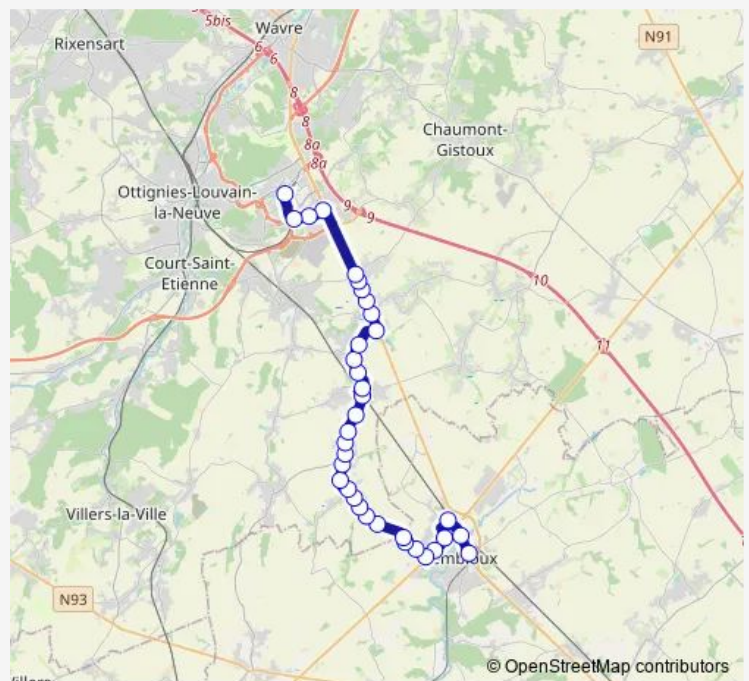 5bis
Wavre
Rixensart
N91
6
6
8
8
Chaumont-
Gistoux
8a
8a
Ottignies-Louvain-
la-Neuve
9
9
Court-Saint-
Etienne
10
11
Villers-la-Ville
embloux
N93
© OpenStreetMap contributors